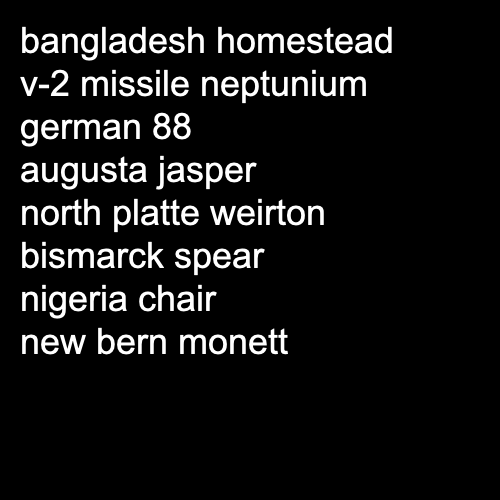 bangladesh homestead
v-2 missile neptunium
german 88
augusta jasper
north platte weirton
bismarck spear
nigeria chair
new bern monett